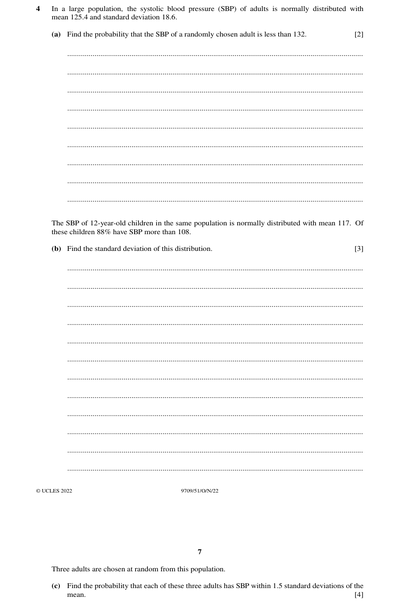 4 In a large population, the systolic blood pressure (SBP) of adults is normally distributed with
mean 125.4 and standard deviation 18.6.
(a) Find the probability that the SBP of a randomly chosen adult is less than 132. [2]
The SBP of 12-year-old children in the same population is normally distributed with mean 117. Of
these children 88% have SBP more than 108.
(b) Find the standard deviation of this distribution. [3]
© UCLES 2022 9709/51/O/N/22
7
Three adults are chosen at random from this population.
(c) Find the probability that each of these three adults has SBP within 1.5 standard deviations of the
mean. [4]